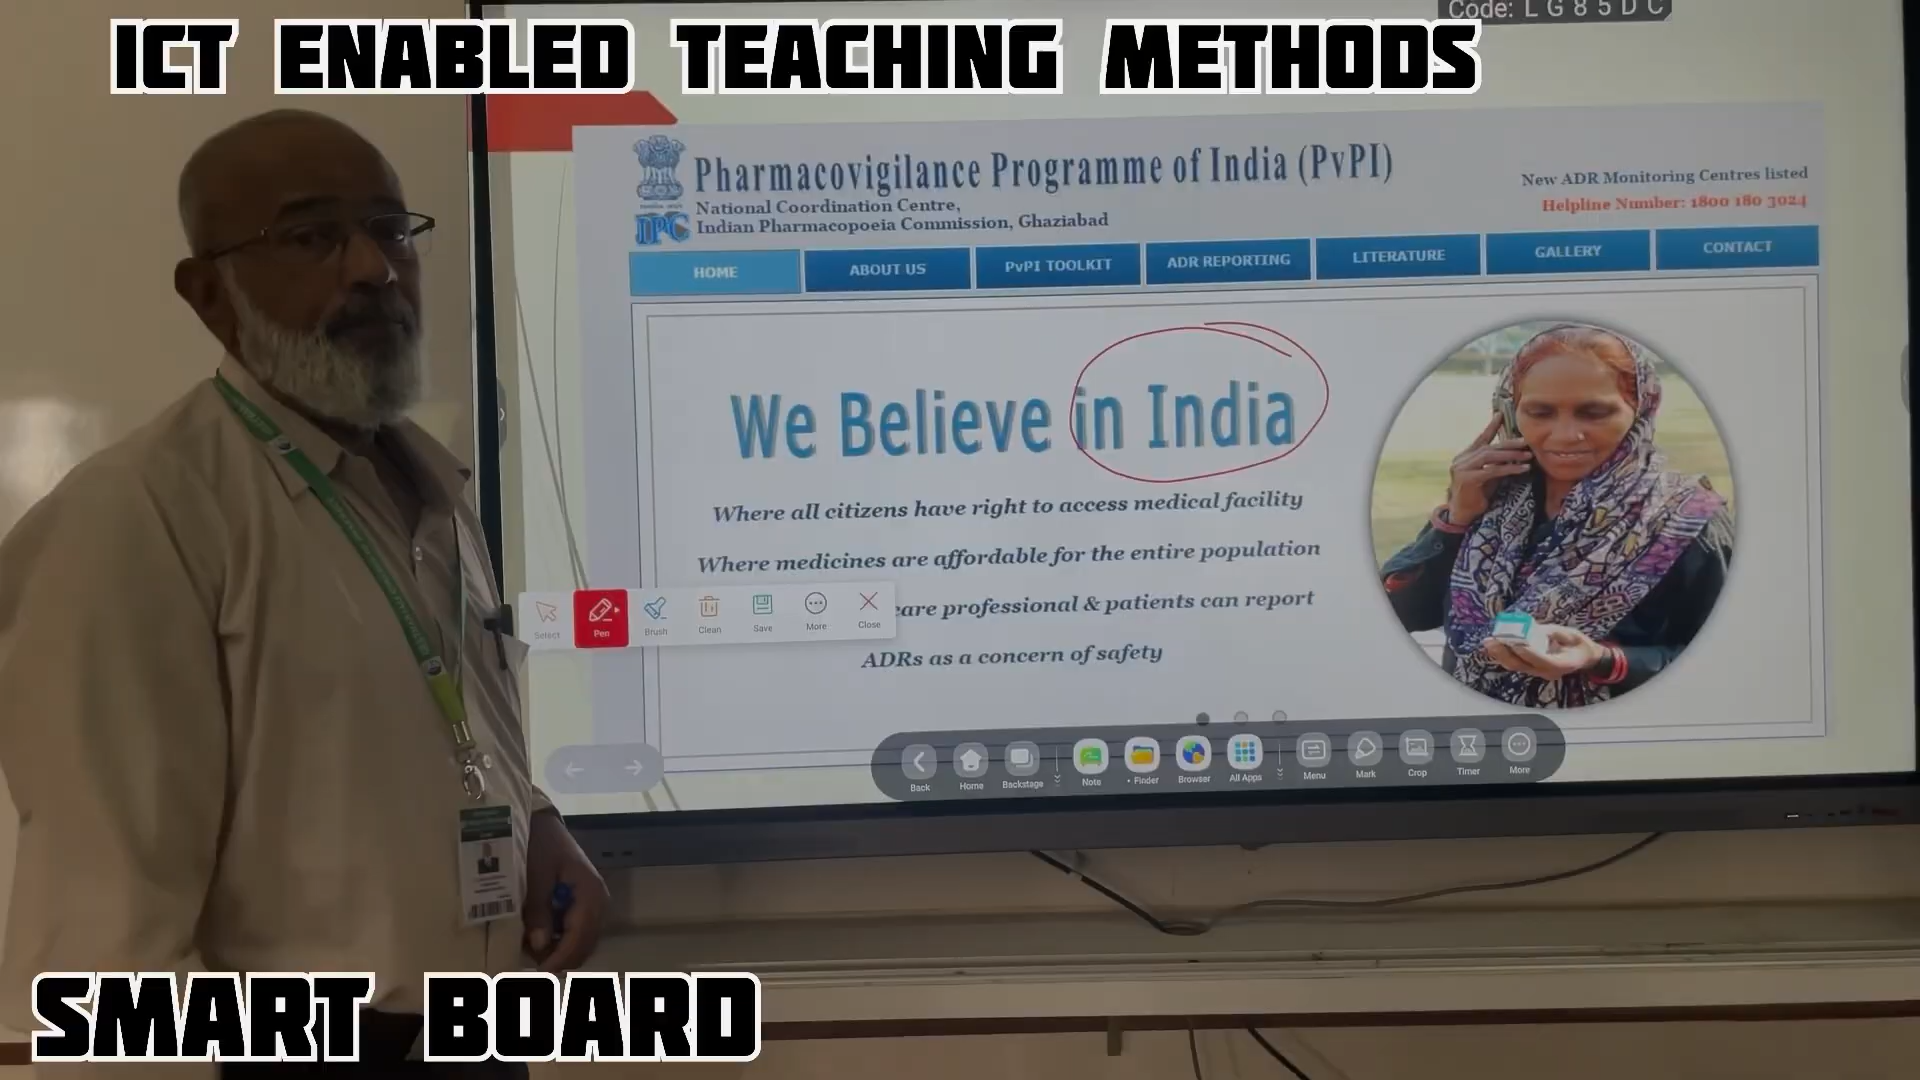 Code: LG85DC
ICT ENABLED TEACHING METHODS
Pharmacovigilance Programme of India (PvPI)
National Coordination Centre,
IPC Indian Pharmacopoeia Commission, Ghaziabad
New ADR Monitoring Centres listed
Helpline Number: 1800 180 3024
HOME ABOUT US PvPI TOOLKIT ADR REPORTING LITERATURE GALLERY CONTACT
We Believe in India
Where all citizens have right to access medical facility
Where medicines are affordable for the entire population
care professional & patients can report
ADRs as a concern of safety
Select Pen Brush Clean Save More Close
Back Home Backstage Note • Finder Browser All Apps Menu Mark Crop Timer More
SMART BOARD